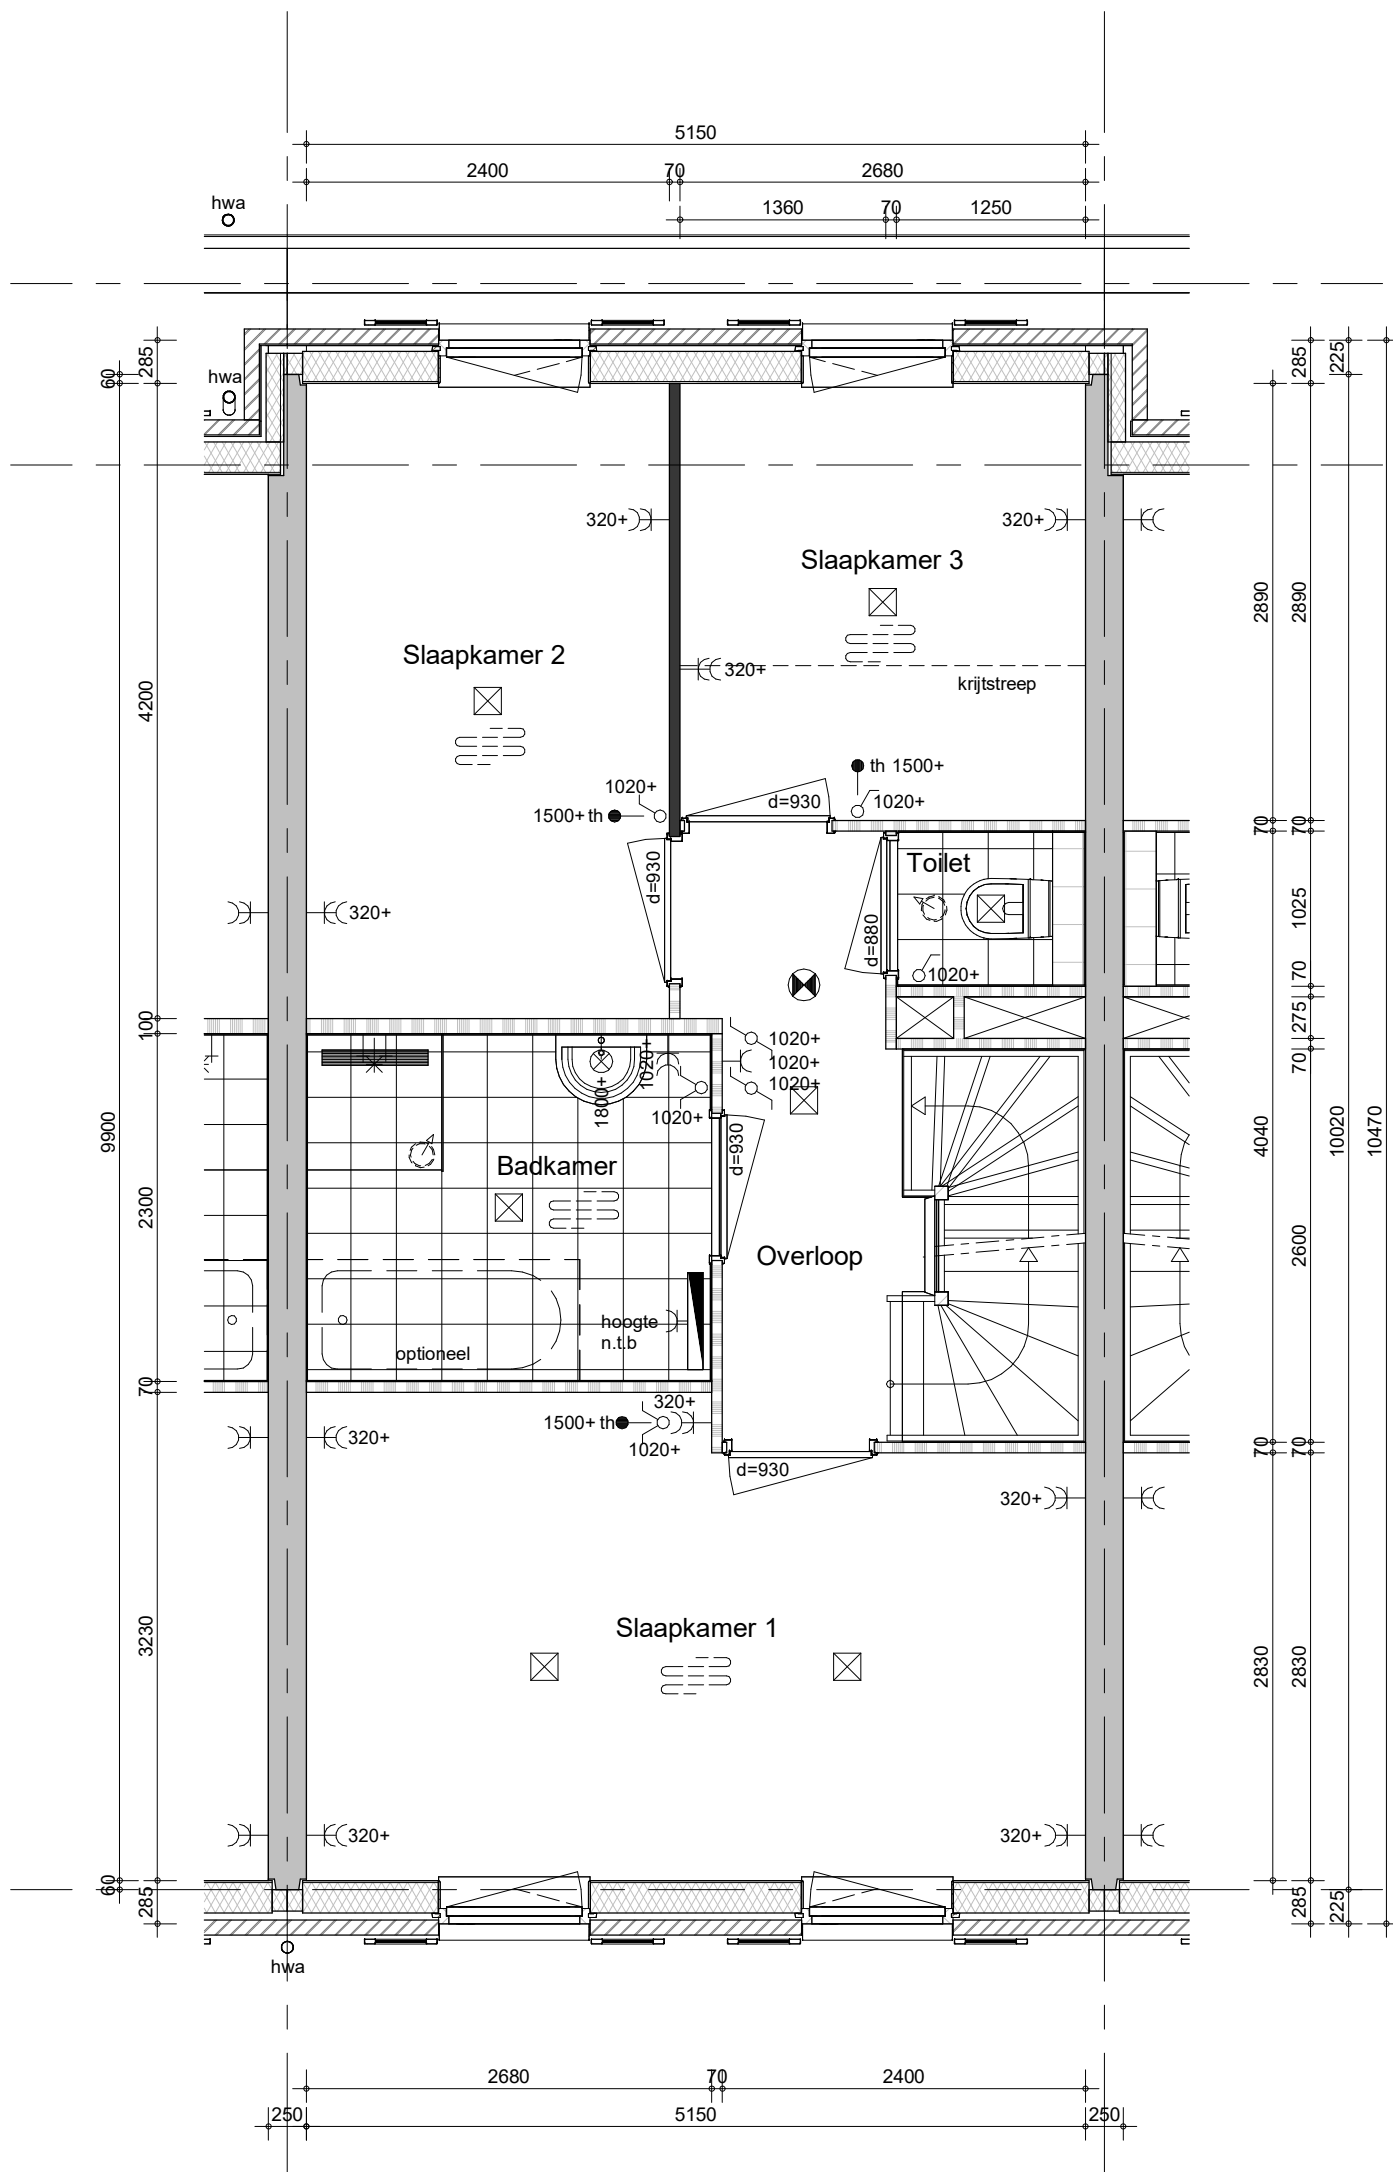 5150
2400 70 2680
hwa
1360 70 1250
285
60
hwa
285
225
320+
320+
Slaapkamer 3
2890
2890
Slaapkamer 2
320+
krijtstreep
4200
th 1500+
1020+
d=930
1020+
1500+ th
70
70
Toilet
d=930
320+
d=880
1025
1020+
70
100
275
1020+
1020+
1020+
1020+
1020+
1800+
70
9900
4040
10020
10470
d=930
Badkamer
2300
2600
Overloop
hoogte
n.t.b
optioneel
70
320+
1500+ th
1020+
320+
70
70
d=930
320+
Slaapkamer 1
3230
2830
2830
320+
320+
60
285
285
225
hwa
2680 70 2400
250 5150 250